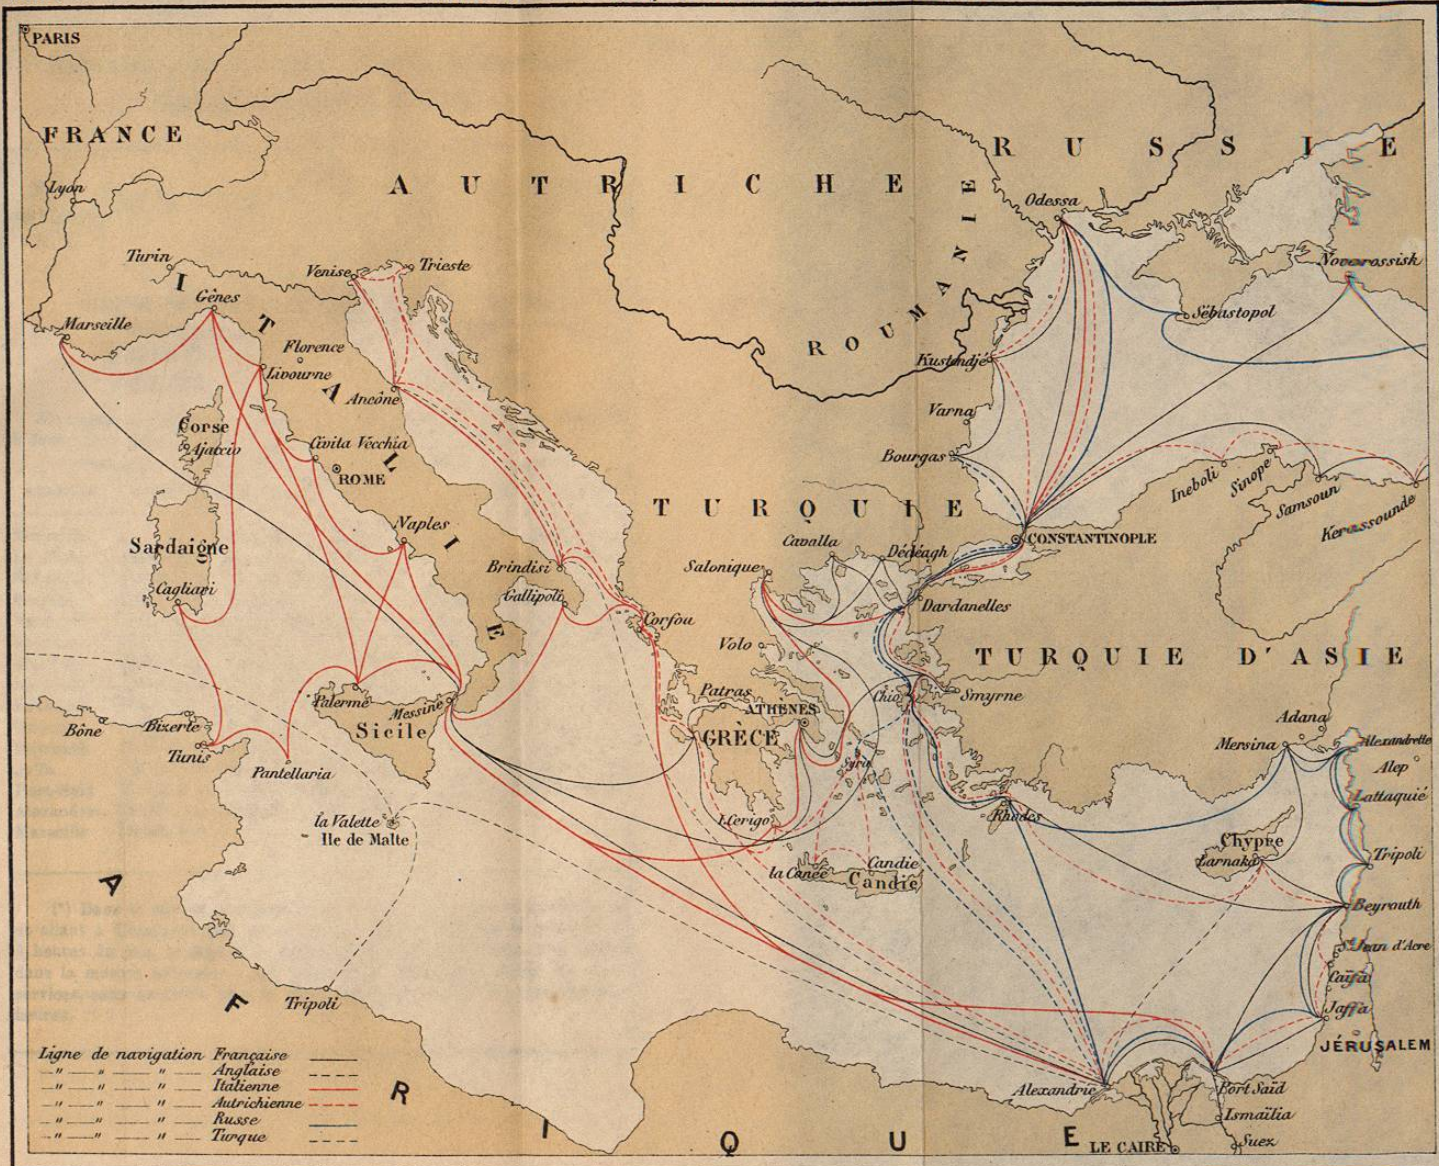 PARIS
FRANCE
RUSSIE
AUTRICHE
Lyon
Odessa
ROUMANIE
Turin
Venise
Trieste
Novorossisk
ITALIE
Gênes
Marseille
Sébastopol
Florence
Livourne
Kustendjé
Ancône
Varna
Corse
Ajaccio
Civita Vécchia
Bourgas
ROME
Ineboli
Sinope
Samsoun
Kerassounde
TURQUIE
Naples
CONSTANTINOPLE
Sardaigne
Cavalla
Dédéagh
Brindisi
Salonique
Cagliari
Gallipoli
Dardanelles
Corfou
Volo
TURQUIE D'ASIE
Palerme
Messine
Patras
ATHÈNES
Chio
Smyrne
Bône
Bizerte
Sicile
GRÈCE
Adana
Tunis
Mersina
Alexandrette
Pantellaria
Syra
Alep
Lattaquié
la Valette
Ile de Malte
I. Cerigo
Rhodes
Chypre
Larnaka
Tripoli
la Canée
Candie
Candie
Beyrouth
St Jean d'Acre
Caïfa
Tripoli
Jaffa
JÉRUSALEM
AFRIQUE
Ligne de navigation Française
— " — " — " — Anglaise
— " — " — " — Italienne
— " — " — " — Autrichienne
— " — " — " — Russe
— " — " — " — Turque
Alexandrie
Port Saïd
Ismaïlia
LE CAIRE
Suez